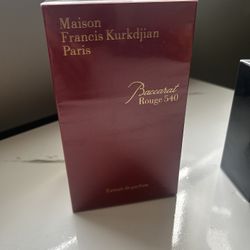 Maison
Francis Kurkdjian
Paris
Baccarat
Rouge 540
Extrait de parfum